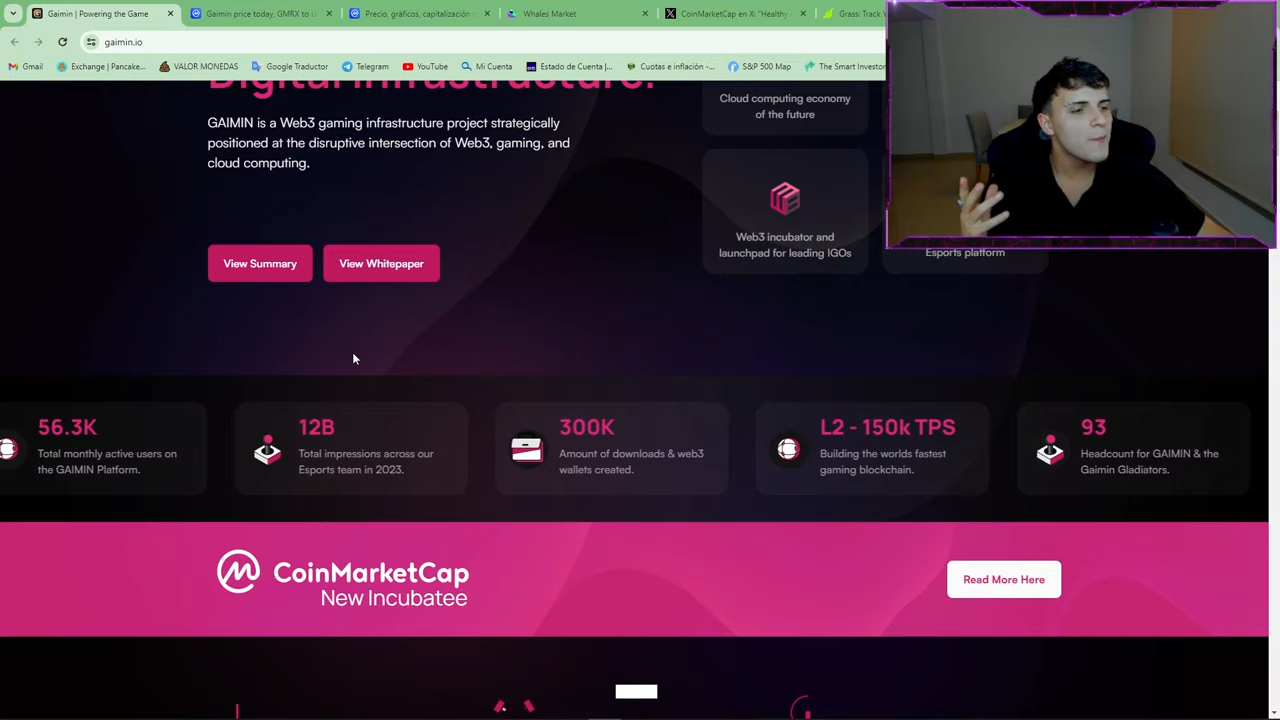 Gaimin | Powering the Game
Gaimin price today, GMRX to U
Precio, gráficos, capitalización
Whales Market
CoinMarketCap en X: "Healthy
Grass: Track Y
gaimin.io
Gmail
Exchange | Pancake...
VALOR MONEDAS
Google Traductor
Telegram
YouTube
Mi Cuenta
Estado de Cuenta |...
Cuotas e inflación -...
S&P 500 Map
The Smart Investor
Digital Infrastructure.
GAIMIN is a Web3 gaming infrastructure project strategically
positioned at the disruptive intersection of Web3, gaming, and
cloud computing.
View Summary
View Whitepaper
Cloud computing economy
of the future
Web3 incubator and
launchpad for leading IGOs
Esports platform
56.3K
Total monthly active users on
the GAIMIN Platform.
12B
Total impressions across our
Esports team in 2023.
300K
Amount of downloads & web3
wallets created.
L2 - 150k TPS
Building the worlds fastest
gaming blockchain.
93
Headcount for GAIMIN & the
Gaimin Gladiators.
CoinMarketCap
New Incubatee
Read More Here